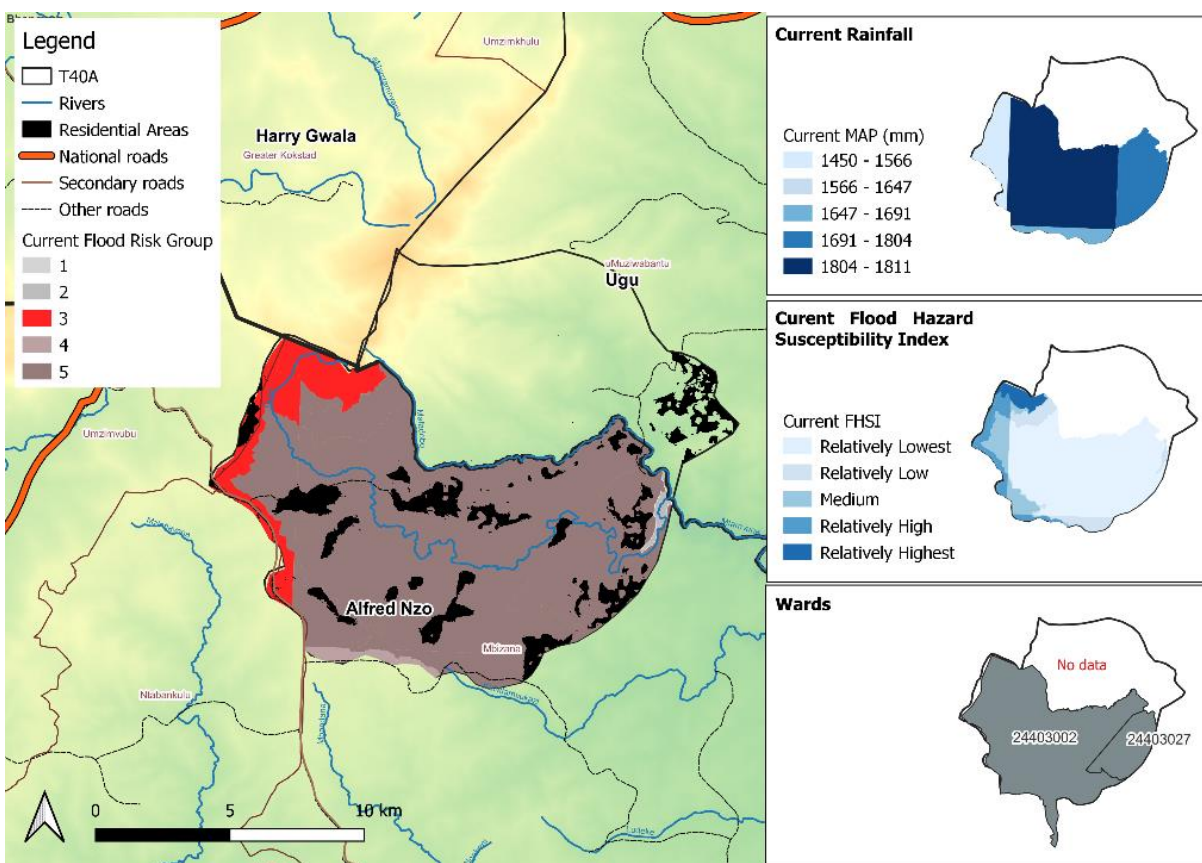 Legend
T40A
Rivers
Residential Areas
National roads
Secondary roads
Other roads
Current Flood Risk Group
1
2
3
4
5
Umzimkhulu
Harry Gwala
Greater Kokstad
uMuziwabantu
Ugu
Umzimvubu
Alfred Nzo
Mbizana
Ntabankulu
0
5
10 km
Current Rainfall
Current MAP (mm)
1450 - 1566
1566 - 1647
1647 - 1691
1691 - 1804
1804 - 1811
Curent Flood Hazard
Susceptibility Index
Current FHSI
Relatively Lowest
Relatively Low
Medium
Relatively High
Relatively Highest
Wards
No data
24403002
24403027